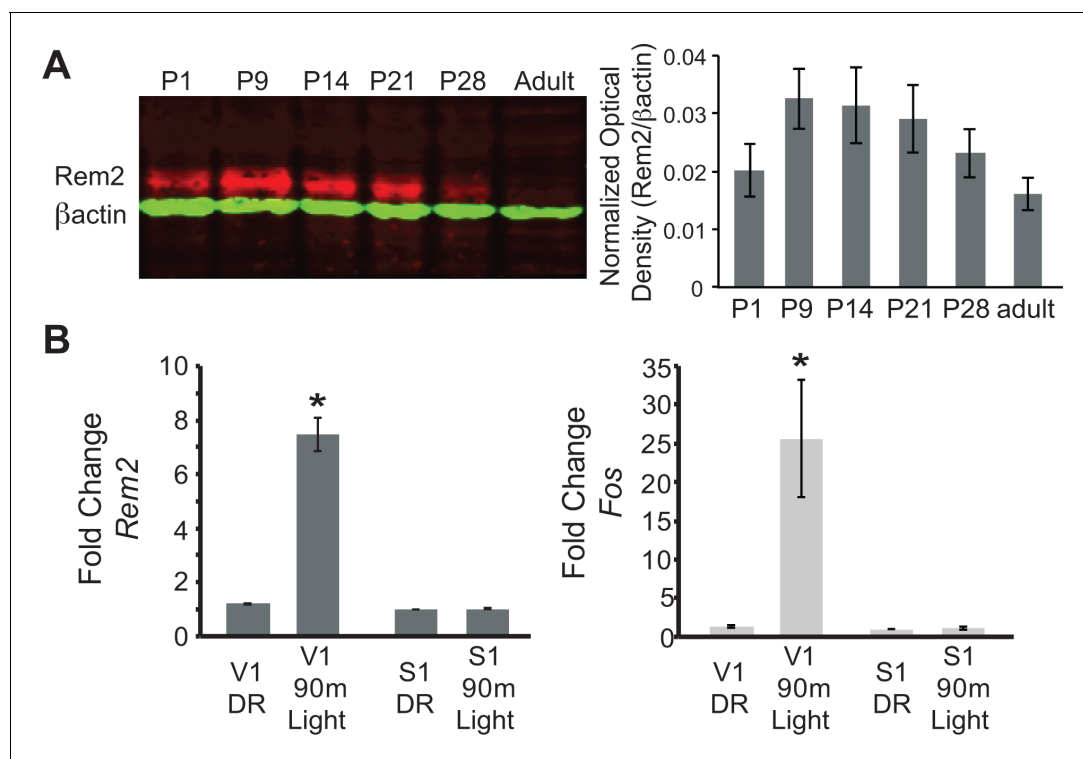 A
P1 P9 P14 P21 P28 Adult
Rem2
βactin
Normalized Optical
Density (Rem2/βactin)
0.04
0.03
0.02
0.01
0
P1 P9 P14 P21 P28 adult
B
Fold Change
Rem2
10
8
6
4
2
0
*
V1
DR
V1
90m
Light
S1
DR
S1
90m
Light
Fold Change
Fos
35
30
25
20
15
10
5
0
*
V1
DR
V1
90m
Light
S1
DR
S1
90m
Light